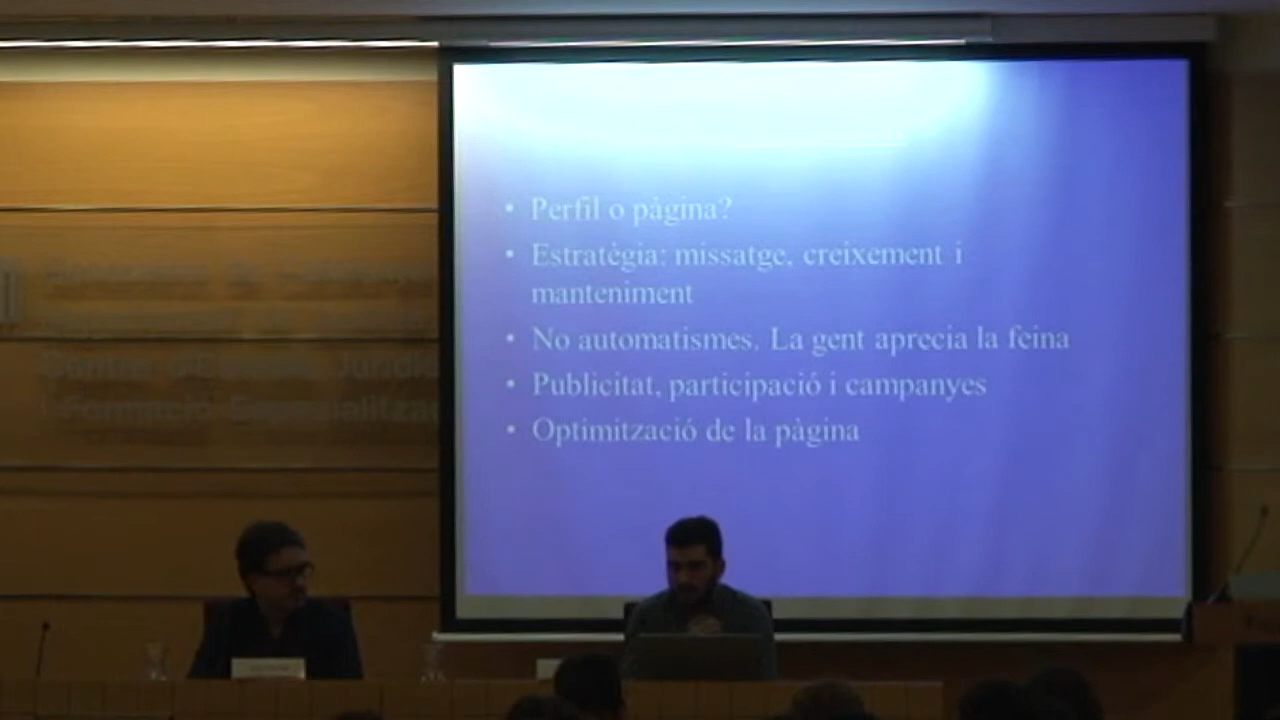 • Perfil o pàgina?
• Estratègia: missatge, creixement i
manteniment
• No automatismes. La gent aprecia la feina
• Publicitat, participació i campanyes
• Optimització de la pàgina